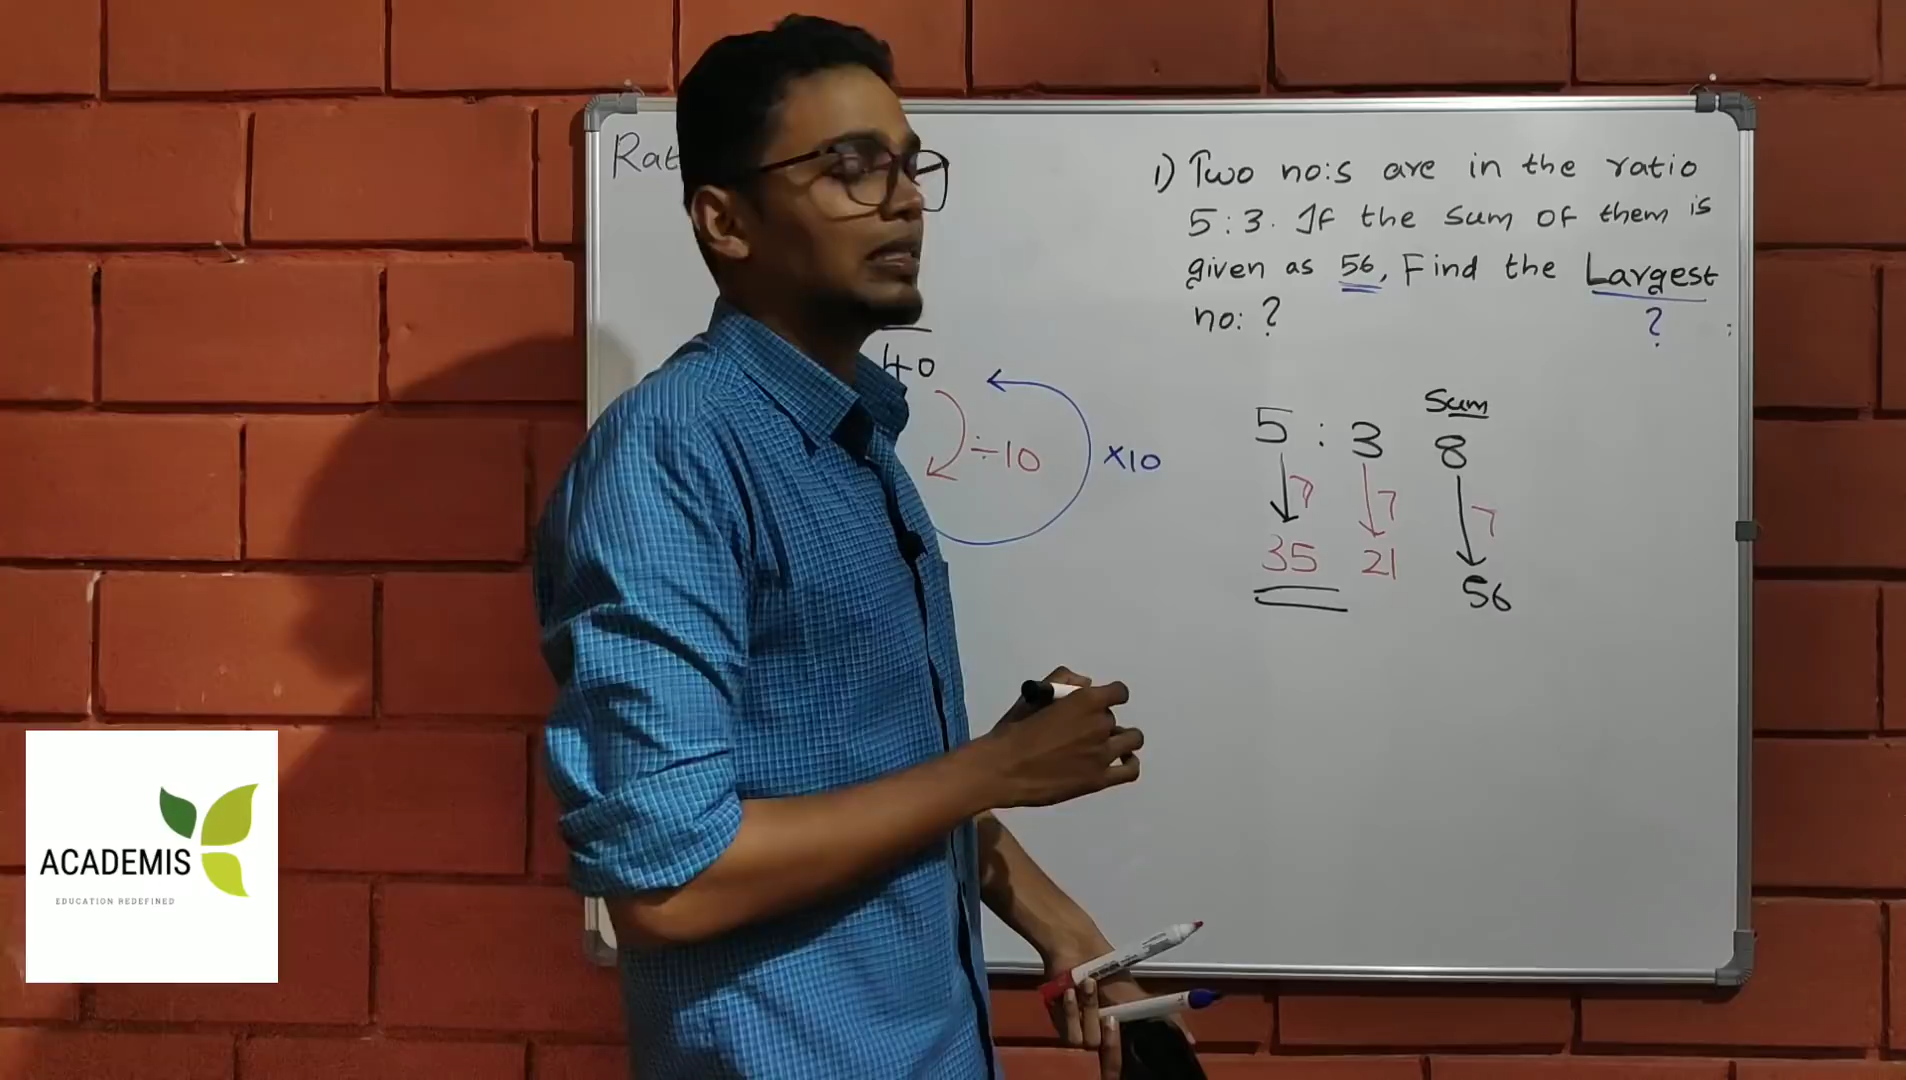 Rat
1) Two no:s are in the ratio
5:3. If the sum of them is
given as 56, Find the Largest
no: ?
?
40
÷10
×10
Sum
5 : 3 8
7 7 7
35 21
56
ACADEMIS
EDUCATION REDEFINED